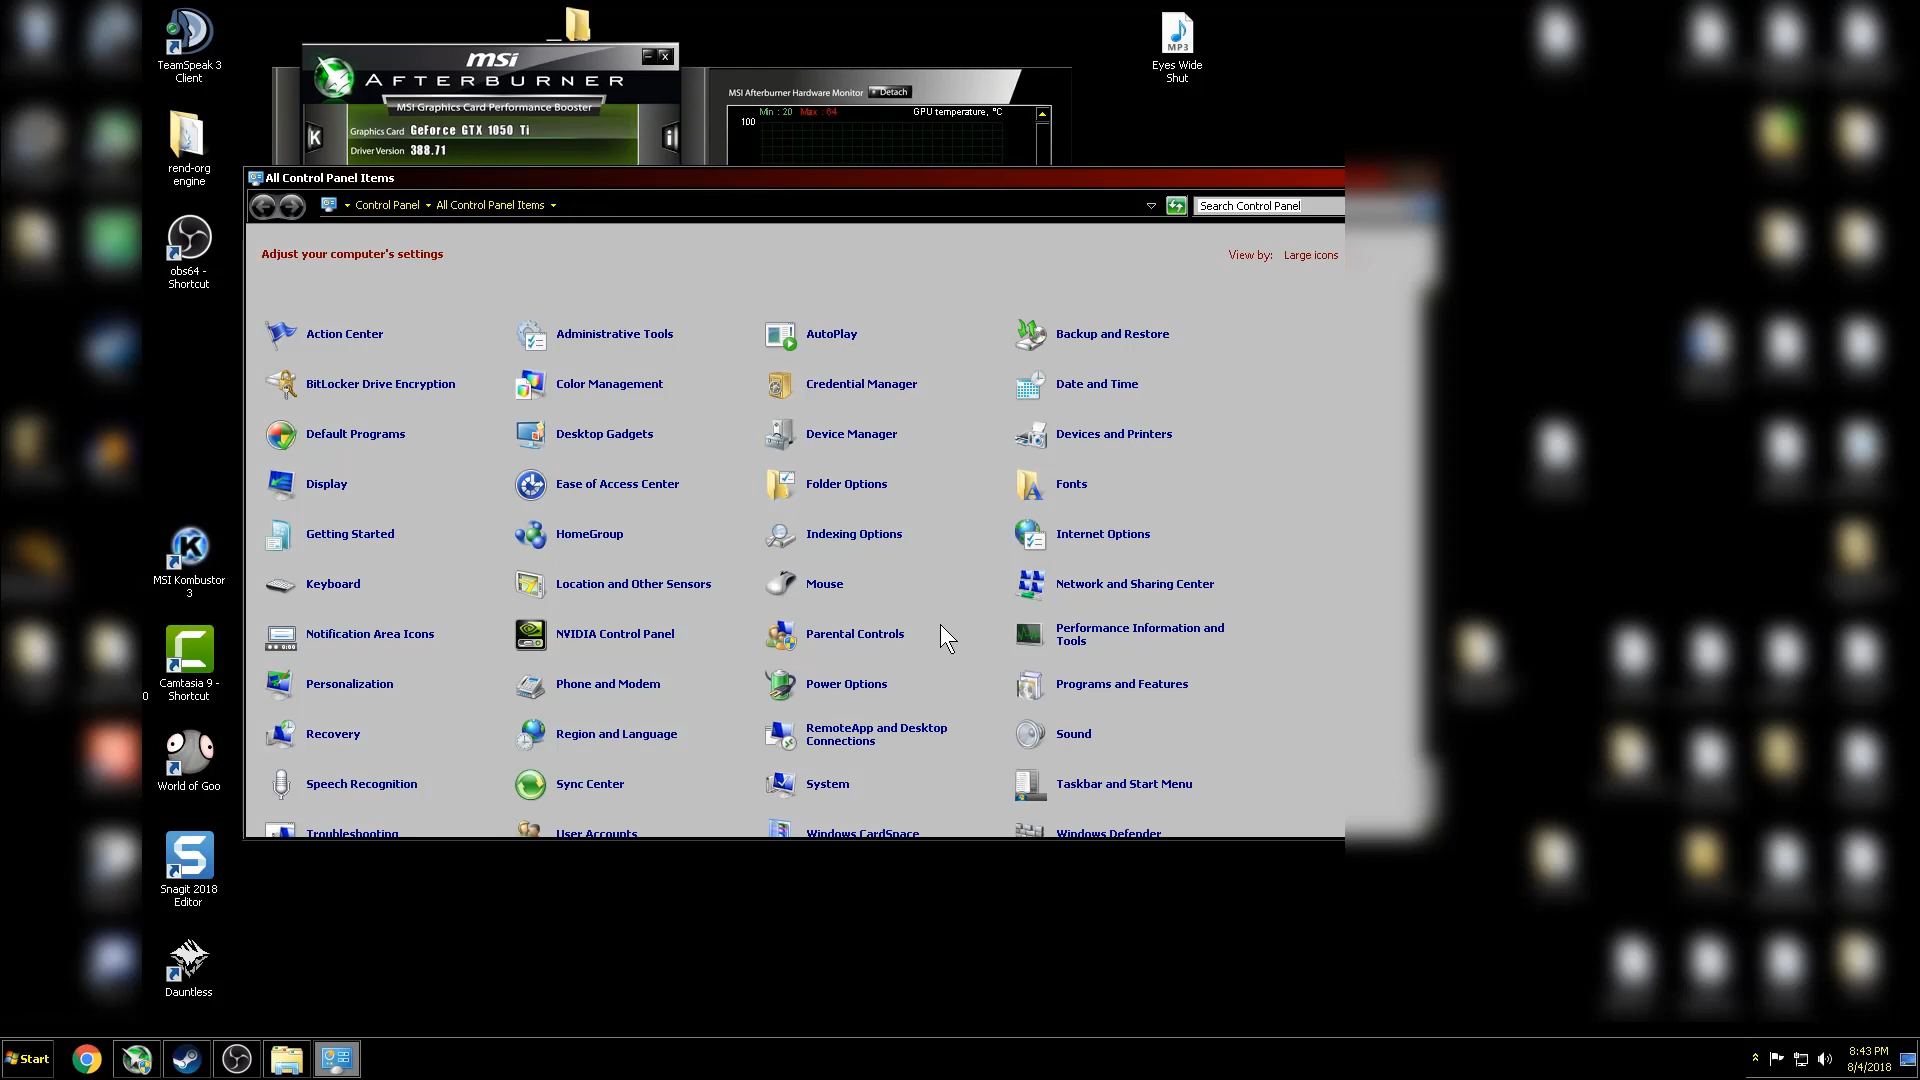 TeamSpeak 3
Client
rend-org
engine
obs64 -
Shortcut
MSI Kombustor
3
Camtasia 9 -
Shortcut
0
World of Goo
Snagit 2018
Editor
Dauntless
MP3
Eyes Wide
Shut
msi
AFTERBURNER
MSI Graphics Card Performance Booster
K
i
Graphics Card GeForce GTX 1050 Ti
Driver Version 388.71
MSI Afterburner Hardware Monitor Detach
Min : 20 Max : 64 GPU temperature, °C
100
All Control Panel Items
Control Panel All Control Panel Items
Search Control Panel
Adjust your computer's settings
View by: Large icons
Action Center Administrative Tools AutoPlay Backup and Restore
BitLocker Drive Encryption Color Management Credential Manager Date and Time
Default Programs Desktop Gadgets Device Manager Devices and Printers
Display Ease of Access Center Folder Options Fonts
Getting Started HomeGroup Indexing Options Internet Options
Keyboard Location and Other Sensors Mouse Network and Sharing Center
Notification Area Icons NVIDIA Control Panel Parental Controls Performance Information and
Tools
Personalization Phone and Modem Power Options Programs and Features
Recovery Region and Language RemoteApp and Desktop
Connections Sound
Speech Recognition Sync Center System Taskbar and Start Menu
Troubleshooting User Accounts Windows CardSpace Windows Defender
Start
8:43 PM
8/4/2018